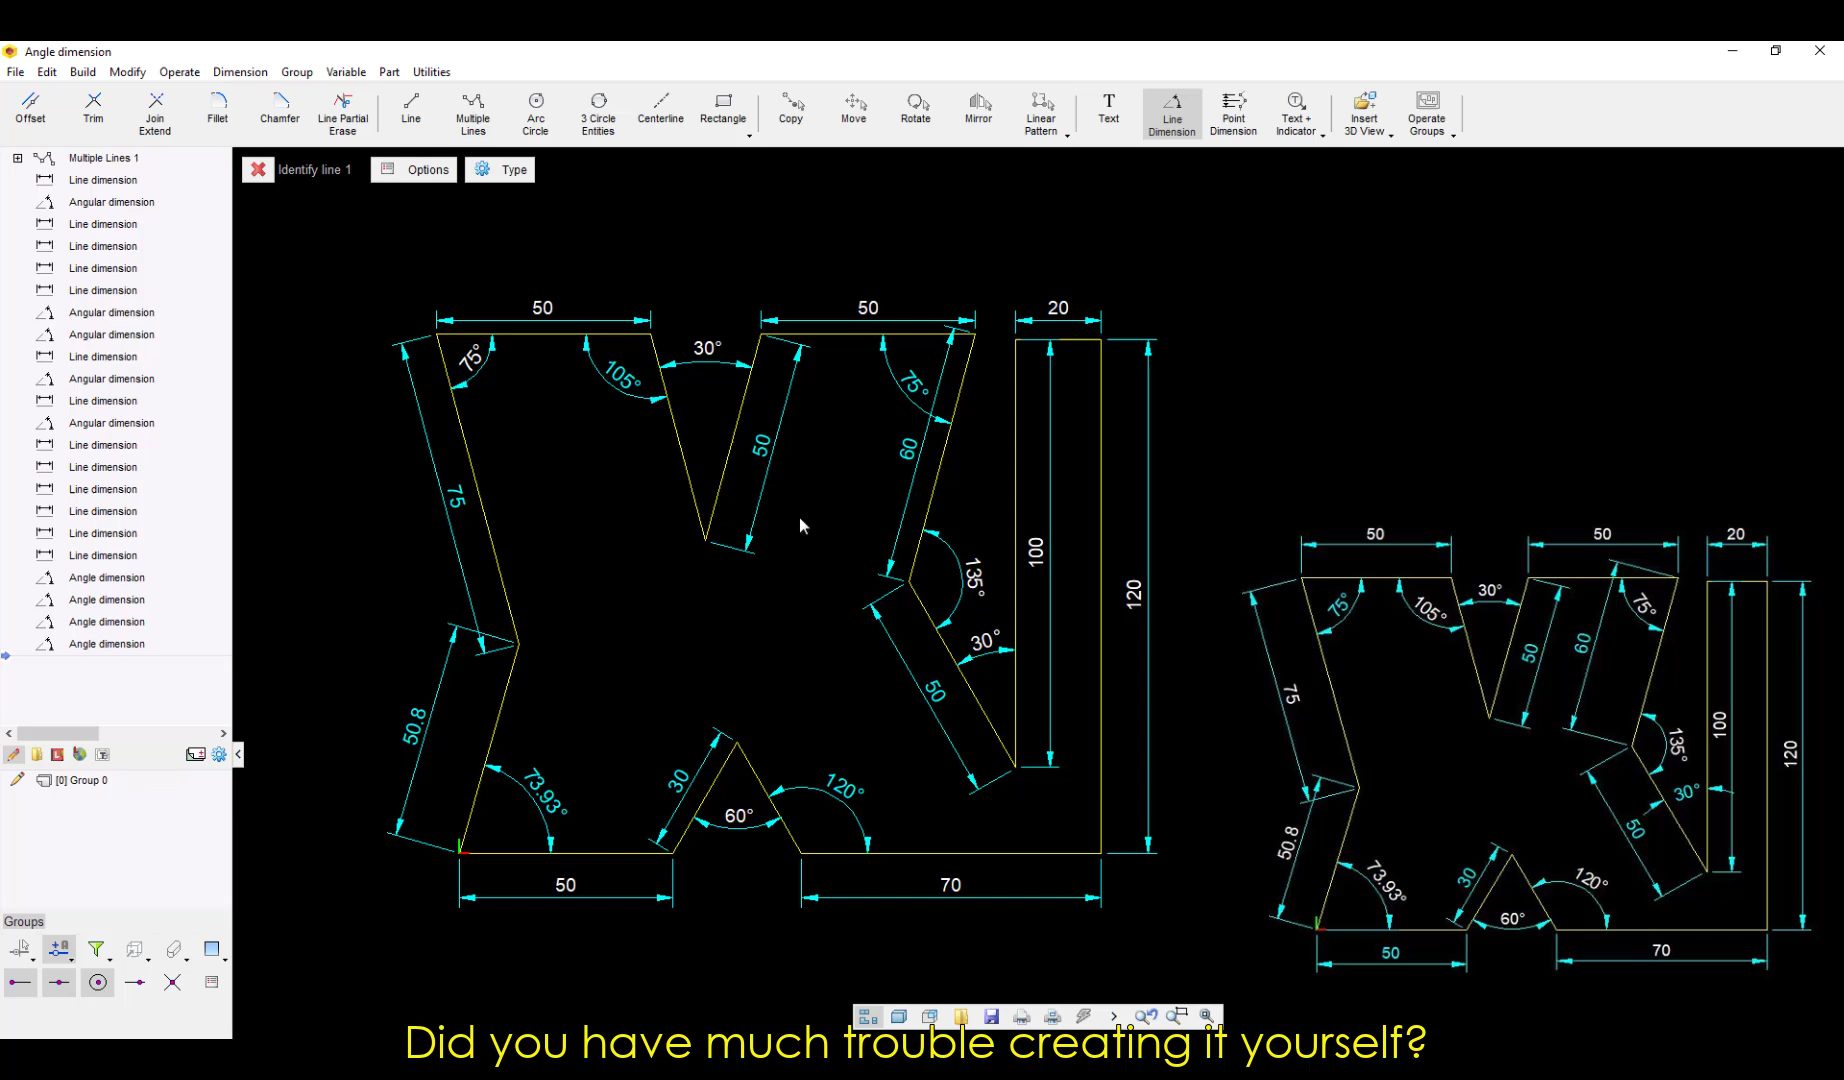 Angle dimension
File Edit Build Modify Operate Dimension Group Variable Part Utilities
Offset Trim Join Extend Fillet Chamfer Line Partial Erase Line Multiple Lines Arc Circle 3 Circle Entities Centerline Rectangle Copy Move Rotate Mirror Linear Pattern Text Line Dimension Point Dimension Text + Indicator Insert 3D View Operate Groups
Identify line 1 Options Type
Multiple Lines 1
Line dimension
Angular dimension
Line dimension
Line dimension
Line dimension
Line dimension
Angular dimension
Angular dimension
Line dimension
Angular dimension
Line dimension
Angular dimension
Line dimension
Line dimension
Line dimension
Line dimension
Line dimension
Line dimension
Angle dimension
Angle dimension
Angle dimension
Angle dimension
[0] Group 0
Groups
50 50 20
75° 105° 30° 75°
50 60
75
100 120
135°
30°
50
50.8
73.93° 30 60° 120°
50 70
50 50 20
75° 105° 30° 75°
50 60
75
100 120
135°
30°
50
50.8
73.93° 30 60° 120°
50 70
Did you have much trouble creating it yourself?